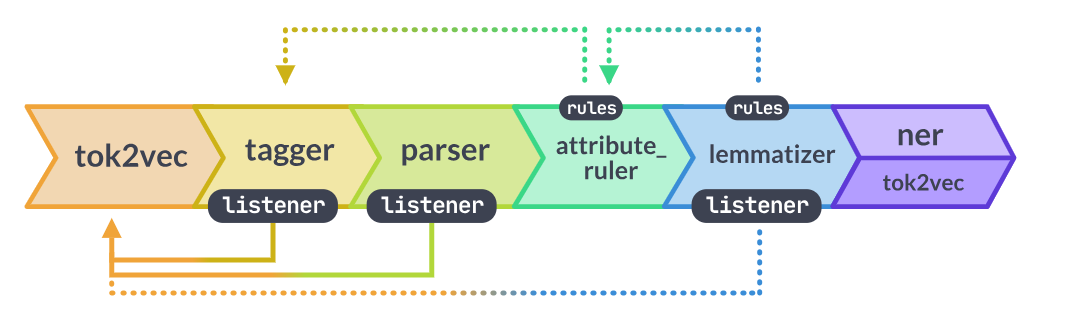 rules
rules
tok2vec
tagger
parser
attribute_
ruler
lemmatizer
ner
tok2vec
listener
listener
listener